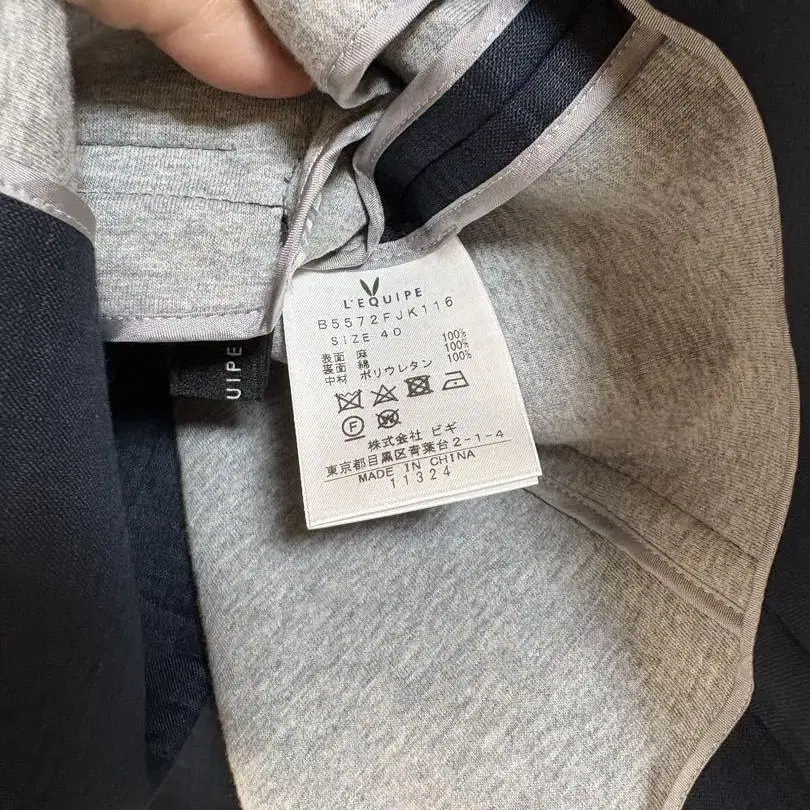 L'EQUIPE
B5572FJK116
SIZE 40
表面 麻 100%
裏面 綿 100%
中材 ポリウレタン 100%
F W
株式会社 ビギ
東京都目黒区青葉台2-1-4
MADE IN CHINA
11324
UIPE